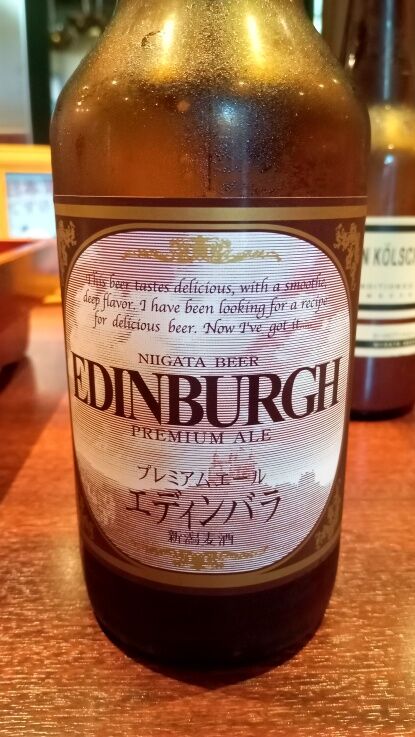 This beer tastes delicious, with a smoothe,
deep flavor. I have been looking for a recipe
for delicious beer. Now I've got it....
NIIGATA BEER
EDINBURGH
PREMIUM ALE
プレミアムエール
エディンバラ
新潟麦酒
N KÖLSC